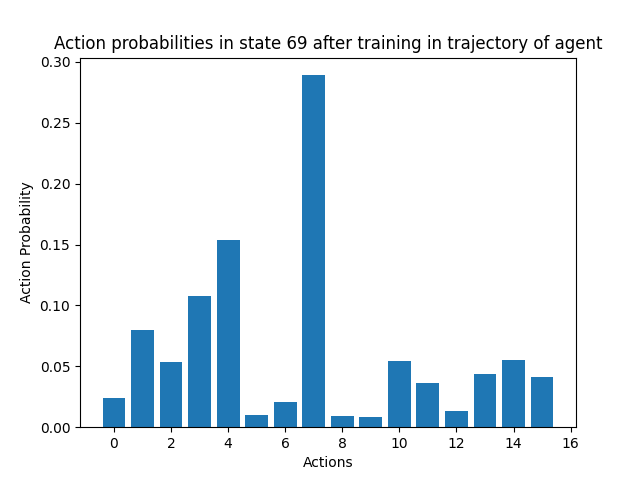 Action probabilities in state 69 after training in trajectory of agent
0.30
0.25
0.20
0.15
0.10
0.05
0.00
Action Probability
0 2 4 6 8 10 12 14 16
Actions